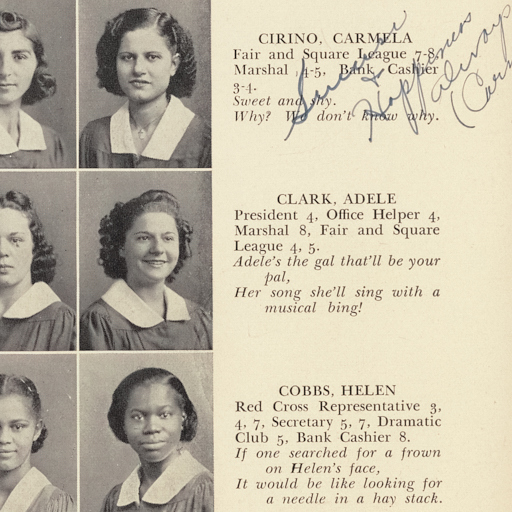 CIRINO, CARMELA
Fair and Square League 7-8,
Marshal 4-5, Bank Cashier
3-4.
Sweet and shy.
Why? We don't know why.
Success
&
Happiness
always
CLARK, ADELE
President 4, Office Helper 4,
Marshal 8, Fair and Square
League 4, 5.
Adele's the gal that'll be your
pal,
Her song she'll sing with a
musical bing!
COBBS, HELEN
Red Cross Representative 3,
4, 7, Secretary 5, 7, Dramatic
Club 5, Bank Cashier 8.
If one searched for a frown
on Helen's face,
It would be like looking for
a needle in a hay stack.